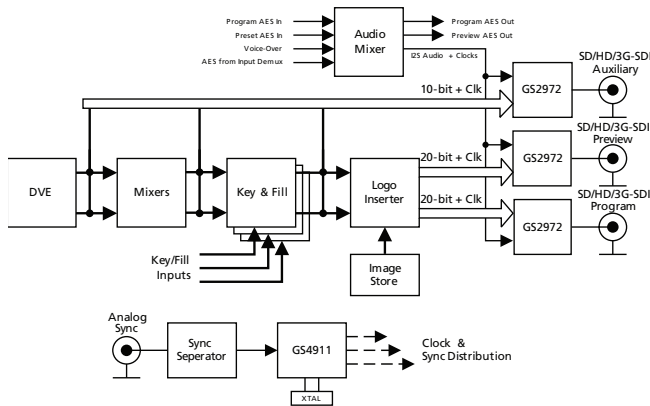 Program AES In
Preset AES In
Voice-Over
AES from Input Demux
Audio
Mixer
Program AES Out
Preview AES Out
I2S Audio + Clocks
SD/HD/3G-SDI
Auxiliary
GS2972
10-bit + Clk
SD/HD/3G-SDI
Preview
GS2972
20-bit + Clk
DVE
Mixers
Key & Fill
Logo
Inserter
20-bit + Clk
SD/HD/3G-SDI
Program
GS2972
Key/Fill
Inputs
Image
Store
Analog
Sync
Sync
Seperator
GS4911
XTAL
Clock &
Sync Distribution